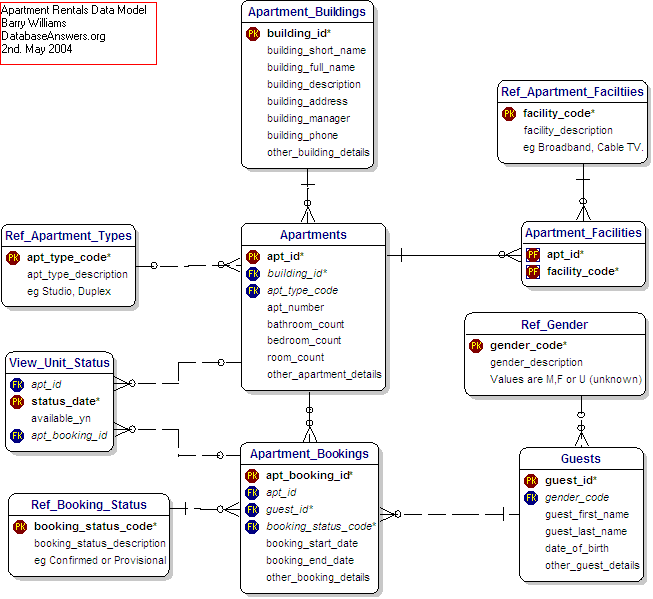 Apartment Rentals Data Model
Barry Williams
DatabaseAnswers.org
2nd. May 2004
Apartment_Buildings
PK building_id*
building_short_name
building_full_name
building_description
building_address
building_manager
building_phone
other_building_details
Ref_Apartment_Faciltiies
PK facility_code*
facility_description
eg Broadband, Cable TV.
Ref_Apartment_Types
PK apt_type_code*
apt_type_description
eg Studio, Duplex
Apartments
PK apt_id*
FK building_id*
FK apt_type_code
apt_number
bathroom_count
bedroom_count
room_count
other_apartment_details
Apartment_Facilities
PF apt_id*
PF facility_code*
Ref_Gender
PK gender_code*
gender_description
Values are M,F or U (unknown)
View_Unit_Status
FK apt_id
PK status_date*
available_yn
FK apt_booking_id
Apartment_Bookings
PK apt_booking_id*
FK apt_id
FK guest_id*
FK booking_status_code*
booking_start_date
booking_end_date
other_booking_details
Guests
PK guest_id*
FK gender_code
guest_first_name
guest_last_name
date_of_birth
other_guest_details
Ref_Booking_Status
PK booking_status_code*
booking_status_description
eg Confirmed or Provisional